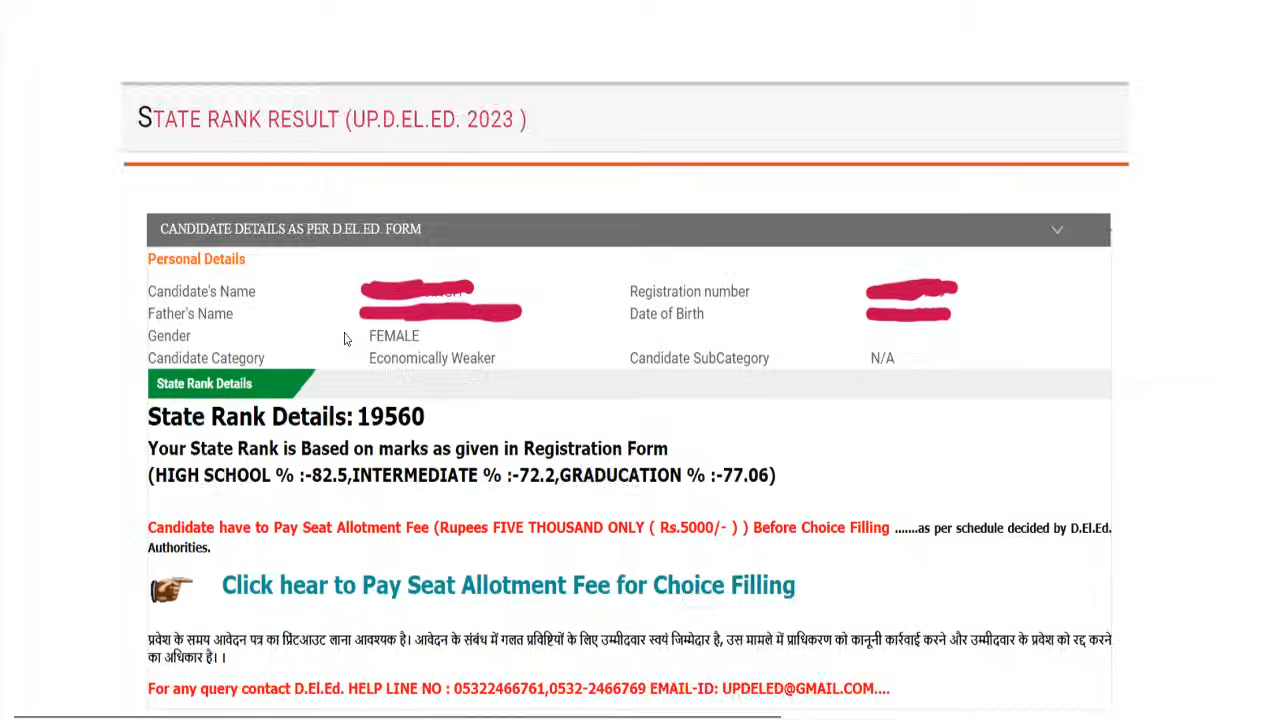 STATE RANK RESULT (UP.D.EL.ED. 2023 )
CANDIDATE DETAILS AS PER D.EL.ED. FORM
Personal Details
Candidate's Name Registration number
Father's Name Date of Birth
Gender FEMALE
Candidate Category Economically Weaker Candidate SubCategory N/A
State Rank Details
State Rank Details: 19560
Your State Rank is Based on marks as given in Registration Form
(HIGH SCHOOL % :-82.5,INTERMEDIATE % :-72.2,GRADUCATION % :-77.06)
Candidate have to Pay Seat Allotment Fee (Rupees FIVE THOUSAND ONLY ( Rs.5000/- ) ) Before Choice Filling .......as per schedule decided by D.El.Ed.
Authorities.
Click hear to Pay Seat Allotment Fee for Choice Filling
प्रवेश के समय आवेदन पत्र का प्रिंटआउट लाना आवश्यक है। आवेदन के संबंध में गलत प्रविष्टियों के लिए उम्मीदवार स्वयं जिम्मेदार है, उस मामले में प्राधिकरण को कानूनी कार्रवाई करने और उम्मीदवार के प्रवेश को रद्द करने
का अधिकार है। ।
For any query contact D.El.Ed. HELP LINE NO : 05322466761,0532-2466769 EMAIL-ID: UPDELED@GMAIL.COM....